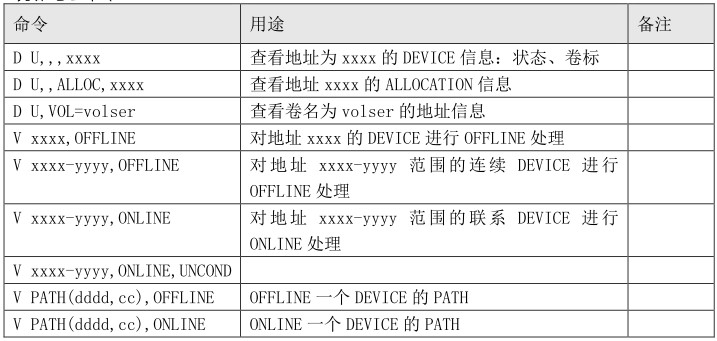 命令 用途 备注
D U,,,xxxx 查看地址为 xxxx 的 DEVICE 信息：状态、卷标
D U,,ALLOC,xxxx 查看地址 xxxx 的 ALLOCATION 信息
D U,VOL=volser 查看卷名为 volser 的地址信息
V xxxx,OFFLINE 对地址 xxxx 的 DEVICE 进行 OFFLINE 处理
V xxxx-yyyy,OFFLINE 对地址 xxxx-yyyy 范围的连续 DEVICE 进行
OFFLINE 处理
V xxxx-yyyy,ONLINE 对地址 xxxx-yyyy 范围的联系 DEVICE 进行
ONLINE 处理
V xxxx-yyyy,ONLINE,UNCOND
V PATH(dddd,cc),OFFLINE OFFLINE 一个 DEVICE 的 PATH
V PATH(dddd,cc),ONLINE ONLINE 一个 DEVICE 的 PATH